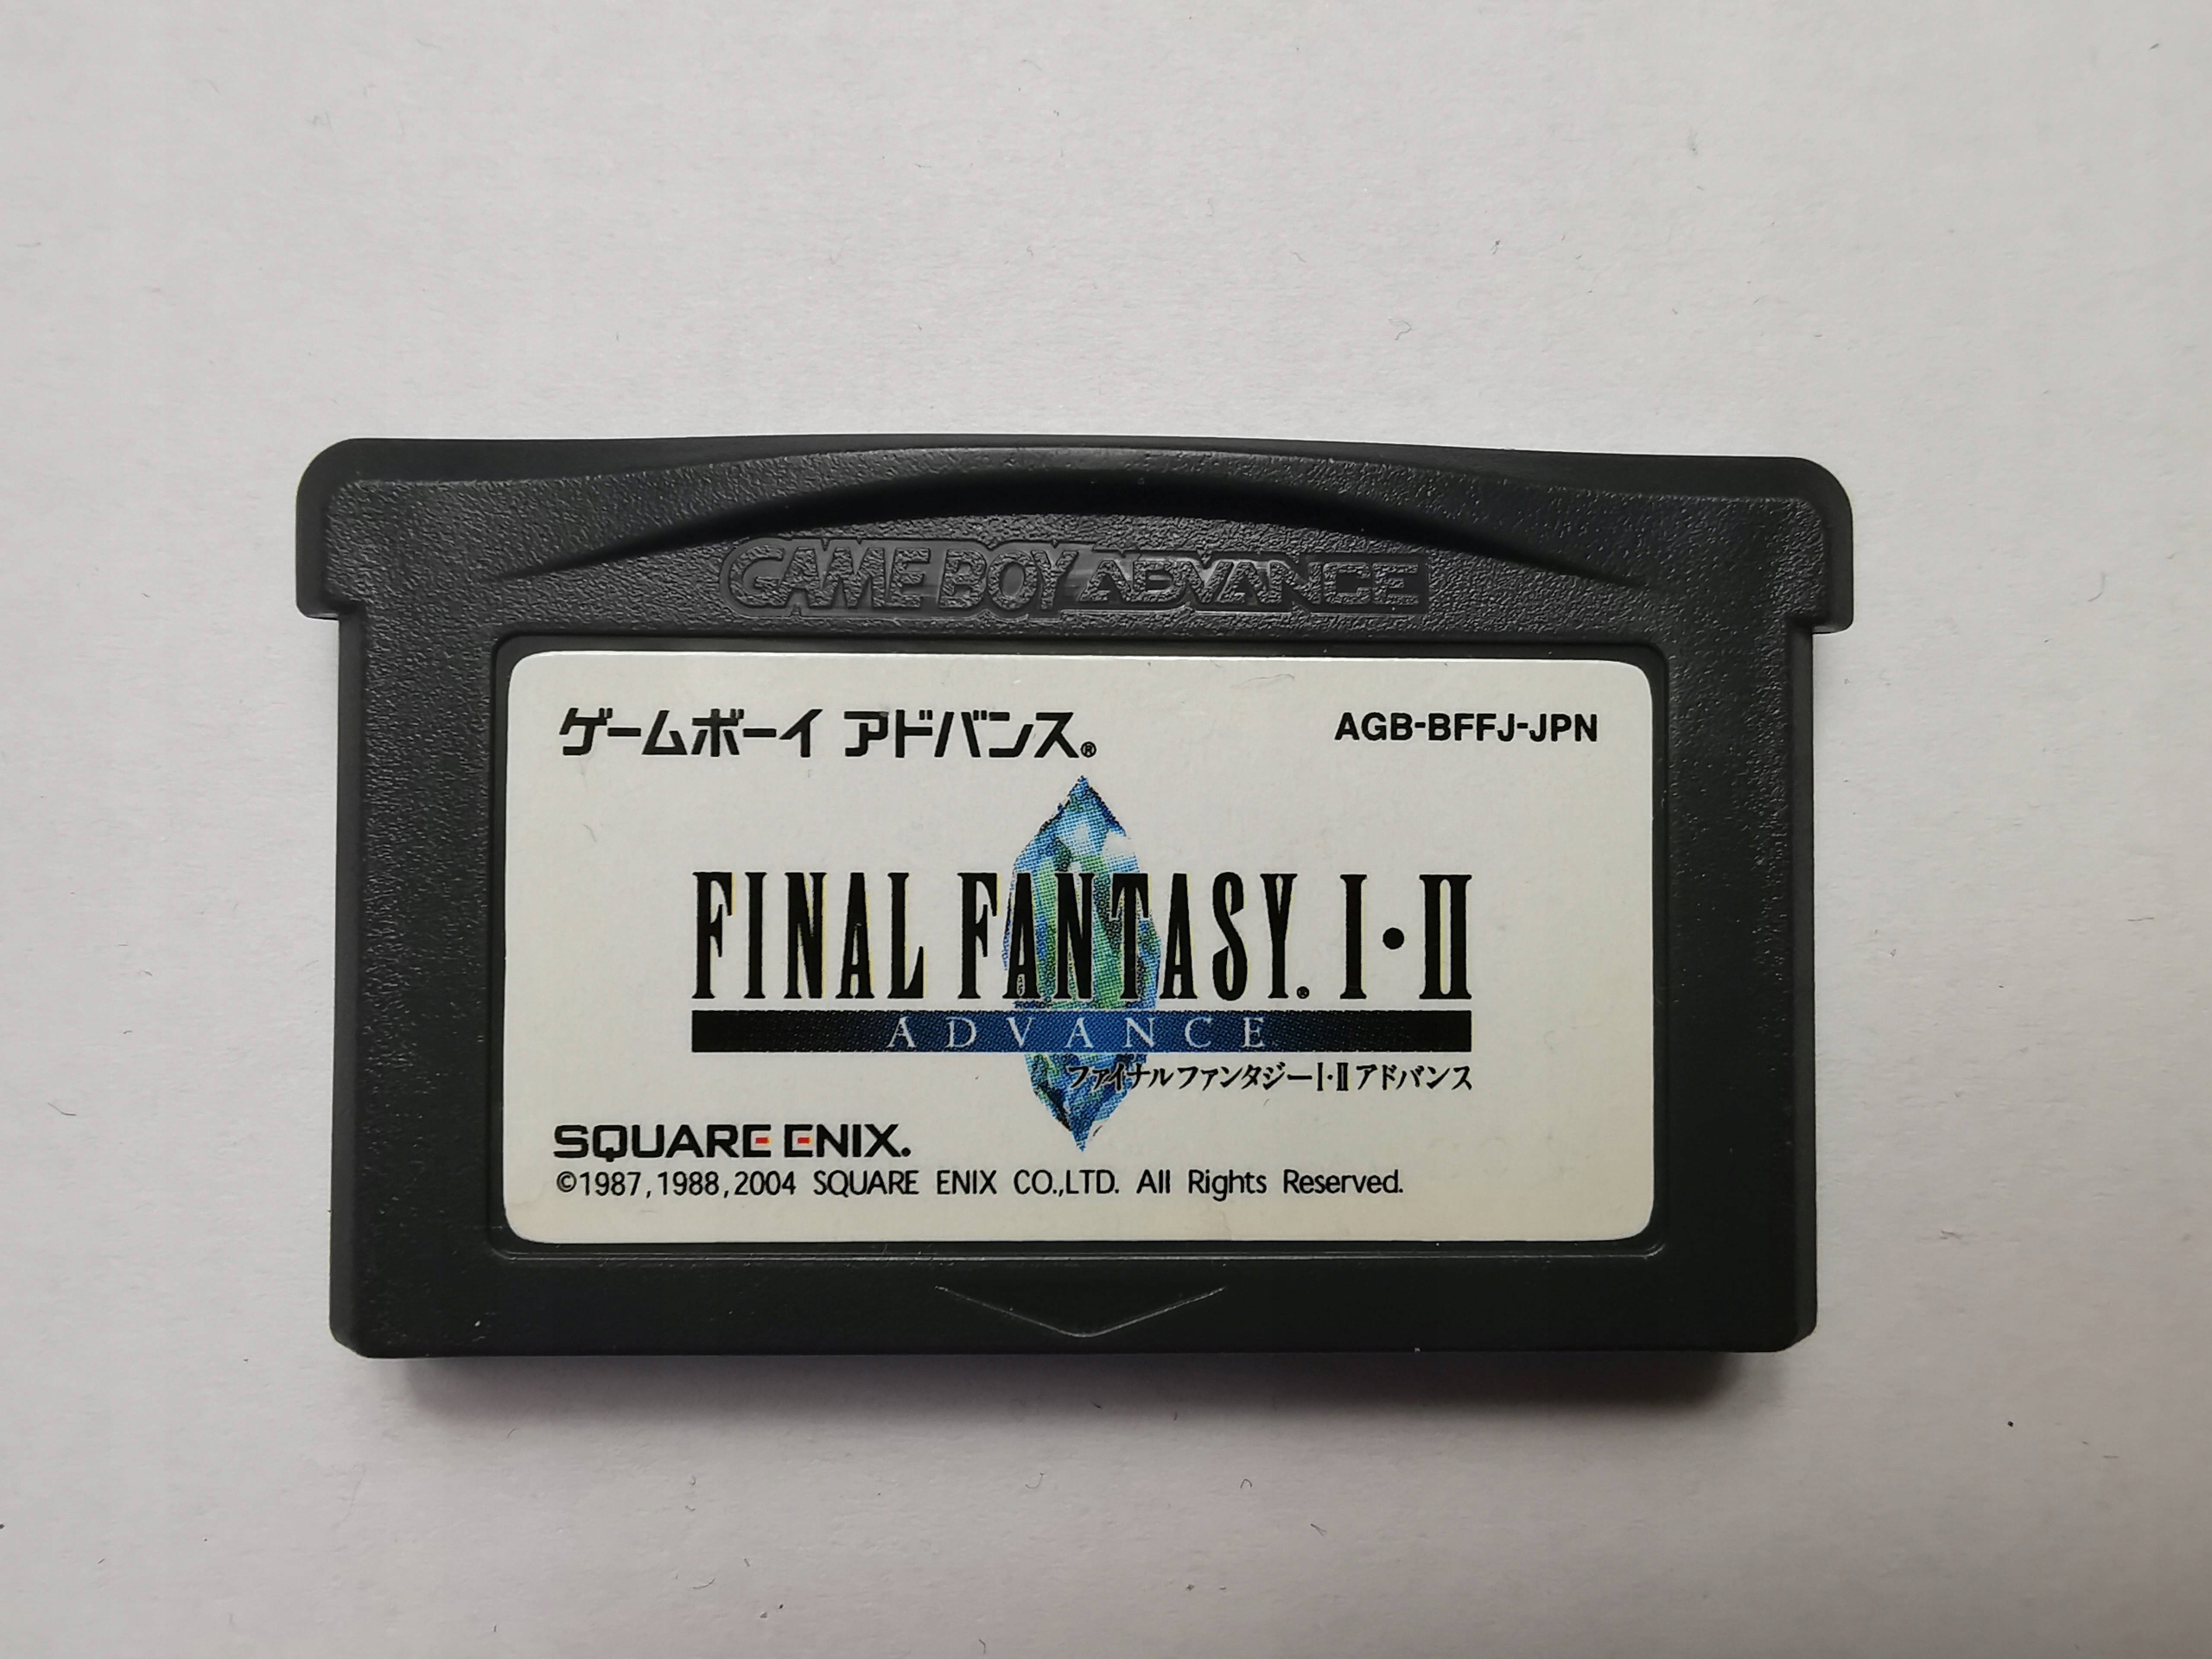 GAME BOY ADVANCE
ゲームボーイ アドバンス® AGB-BFFJ-JPN
FINAL FANTASY® I・II
ADVANCE
ファイナルファンタジーI・IIアドバンス
SQUARE ENIX.
©1987,1988,2004 SQUARE ENIX CO.,LTD. All Rights Reserved.